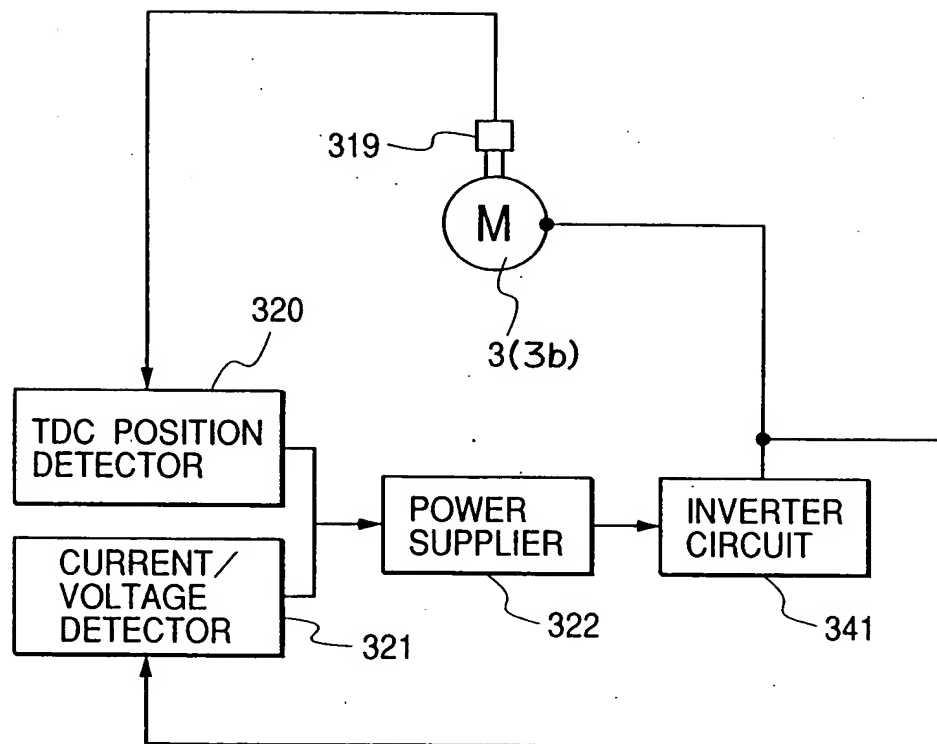 319
M
3(3b)
320
TDC POSITION
DETECTOR
CURRENT/
VOLTAGE
DETECTOR
321
POWER
SUPPLIER
322
INVERTER
CIRCUIT
341